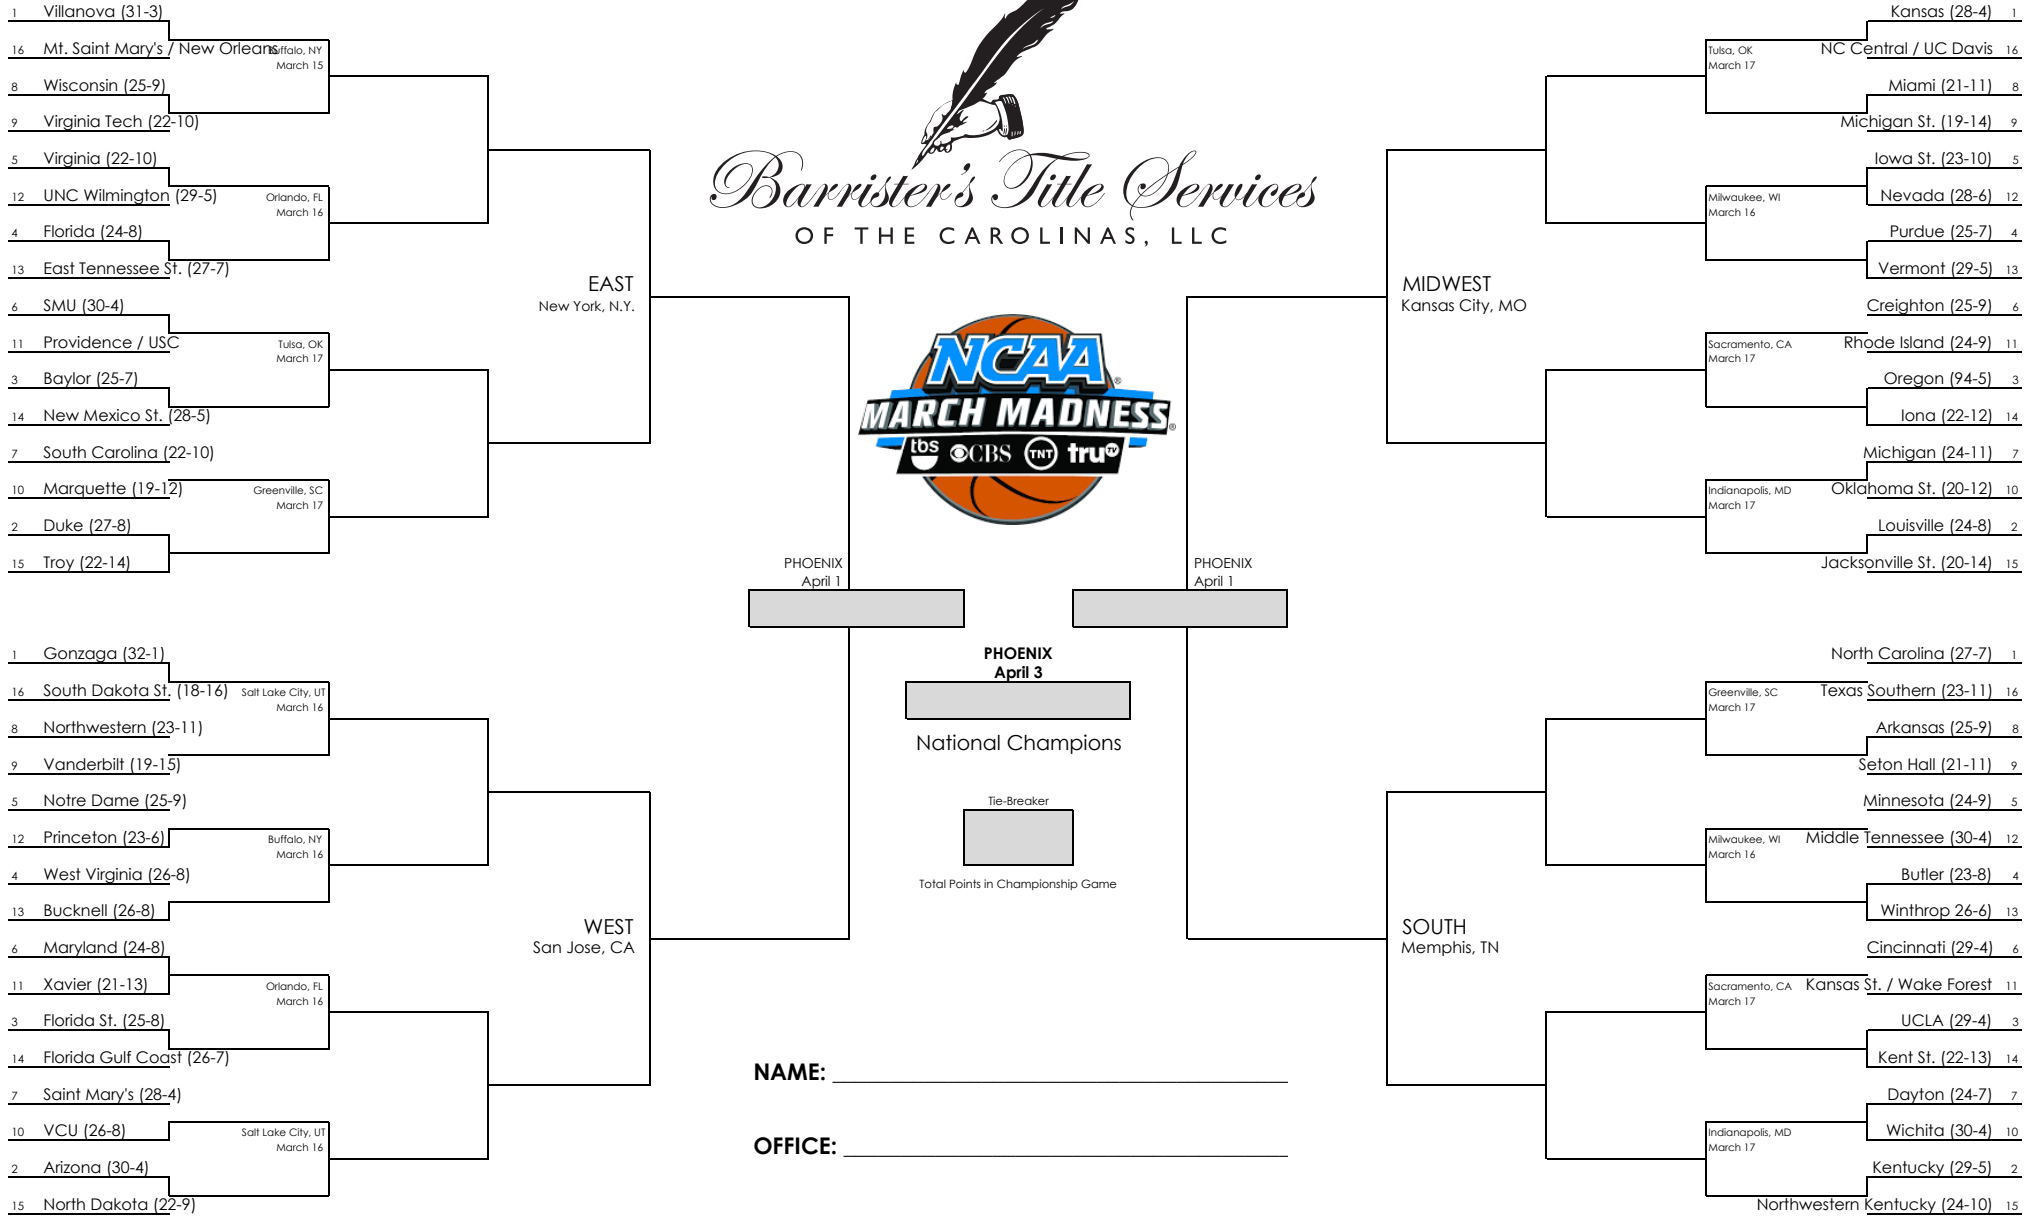 1 Villanova (31-3)
16 Mt. Saint Mary's / New Orleans
Buffalo, NY
March 15
8 Wisconsin (25-9)
9 Virginia Tech (22-10)
5 Virginia (22-10)
12 UNC Wilmington (29-5)
Orlando, FL
March 16
4 Florida (24-8)
13 East Tennessee St. (27-7)
6 SMU (30-4)
11 Providence / USC
Tulsa, OK
March 17
3 Baylor (25-7)
14 New Mexico St. (28-5)
7 South Carolina (22-10)
10 Marquette (19-12)
Greenville, SC
March 17
2 Duke (27-8)
15 Troy (22-14)
EAST
New York, N.Y.
1 Gonzaga (32-1)
16 South Dakota St. (18-16)
Salt Lake City, UT
March 16
8 Northwestern (23-11)
9 Vanderbilt (19-15)
5 Notre Dame (25-9)
12 Princeton (23-6)
Buffalo, NY
March 16
4 West Virginia (26-8)
13 Bucknell (26-8)
6 Maryland (24-8)
11 Xavier (21-13)
Orlando, FL
March 16
3 Florida St. (25-8)
14 Florida Gulf Coast (26-7)
7 Saint Mary's (28-4)
10 VCU (26-8)
Salt Lake City, UT
March 16
2 Arizona (30-4)
15 North Dakota (22-9)
WEST
San Jose, CA
Barrister's Title Services
OF THE CAROLINAS, LLC
NCAA®
MARCH MADNESS®
tbs CBS TNT truTV
PHOENIX
April 1
PHOENIX
April 1
PHOENIX
April 3
National Champions
Tie-Breaker
Total Points in Championship Game
NAME:
OFFICE:
Kansas (28-4) 1
Tulsa, OK
March 17
NC Central / UC Davis 16
Miami (21-11) 8
Michigan St. (19-14) 9
Iowa St. (23-10) 5
Milwaukee, WI
March 16
Nevada (28-6) 12
Purdue (25-7) 4
Vermont (29-5) 13
Creighton (25-9) 6
Sacramento, CA
March 17
Rhode Island (24-9) 11
Oregon (94-5) 3
Iona (22-12) 14
Michigan (24-11) 7
Indianapolis, MD
March 17
Oklahoma St. (20-12) 10
Louisville (24-8) 2
Jacksonville St. (20-14) 15
MIDWEST
Kansas City, MO
North Carolina (27-7) 1
Greenville, SC
March 17
Texas Southern (23-11) 16
Arkansas (25-9) 8
Seton Hall (21-11) 9
Minnesota (24-9) 5
Milwaukee, WI
March 16
Middle Tennessee (30-4) 12
Butler (23-8) 4
Winthrop 26-6) 13
Cincinnati (29-4) 6
Sacramento, CA
March 17
Kansas St. / Wake Forest 11
UCLA (29-4) 3
Kent St. (22-13) 14
Dayton (24-7) 7
Indianapolis, MD
March 17
Wichita (30-4) 10
Kentucky (29-5) 2
Northwestern Kentucky (24-10) 15
SOUTH
Memphis, TN